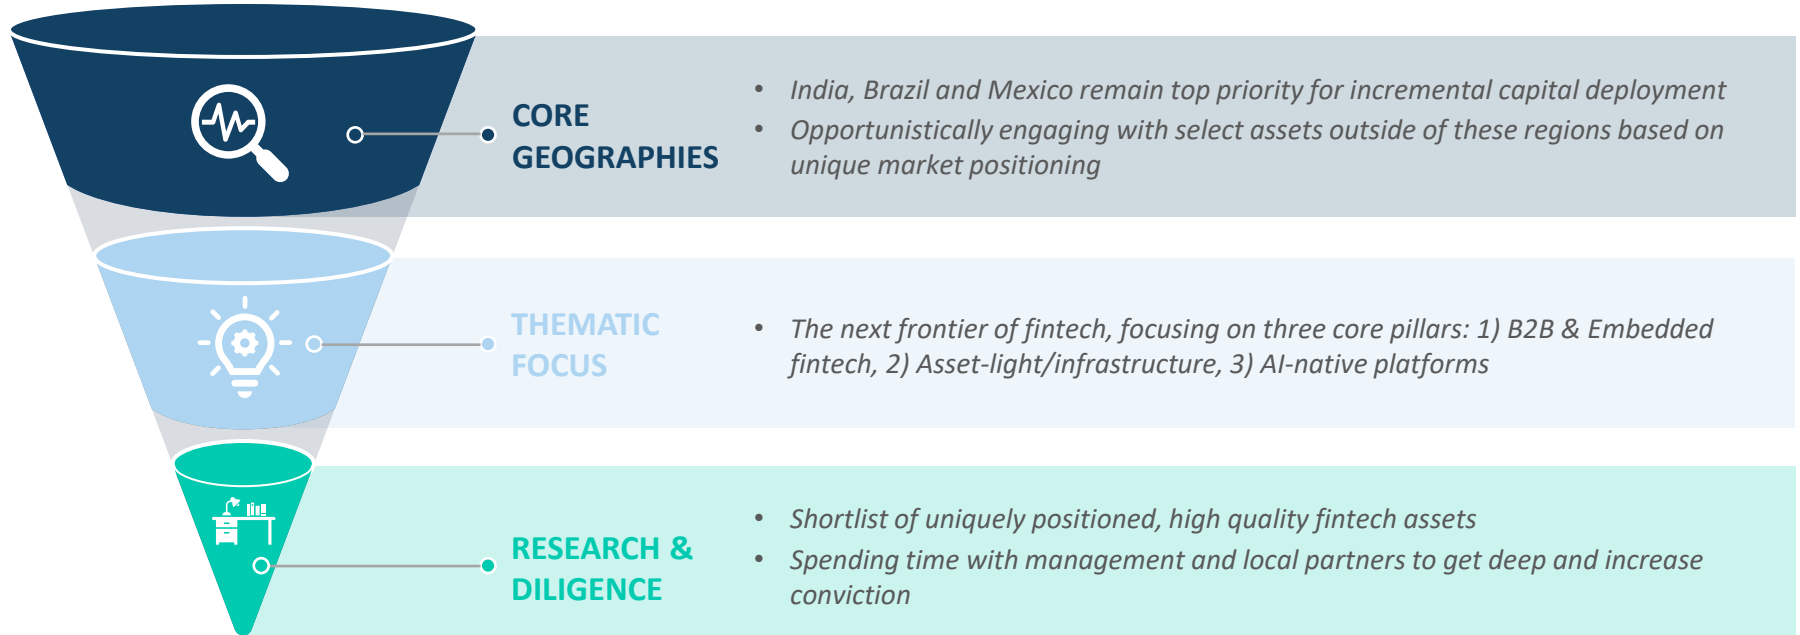 CORE
GEOGRAPHIES
• India, Brazil and Mexico remain top priority for incremental capital deployment
• Opportunistically engaging with select assets outside of these regions based on
unique market positioning
THEMATIC
FOCUS
• The next frontier of fintech, focusing on three core pillars: 1) B2B & Embedded
fintech, 2) Asset-light/infrastructure, 3) AI-native platforms
RESEARCH &
DILIGENCE
• Shortlist of uniquely positioned, high quality fintech assets
• Spending time with management and local partners to get deep and increase
conviction